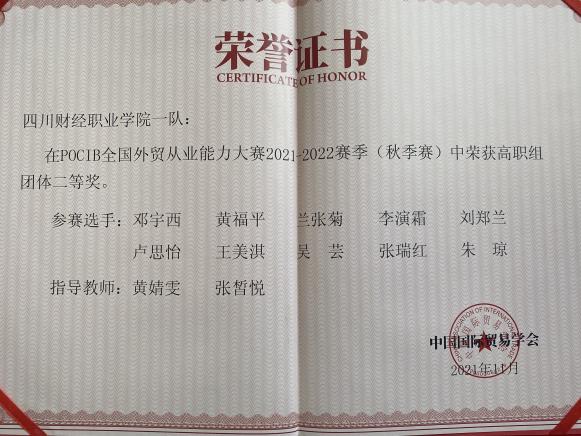 荣誉证书
CERTIFICATE OF HONOR
四川财经职业学院一队：
在POCIB全国外贸从业能力大赛2021-2022赛季（秋季赛）中荣获高职组
团体二等奖。
参赛选手：邓宇西 黄福平 兰张菊 李演霜 刘郑兰
卢思怡 王美淇 吴芸 张瑞红 朱琼
指导教师：黄婧雯 张皙悦
中国国际贸易学会
2021年11月